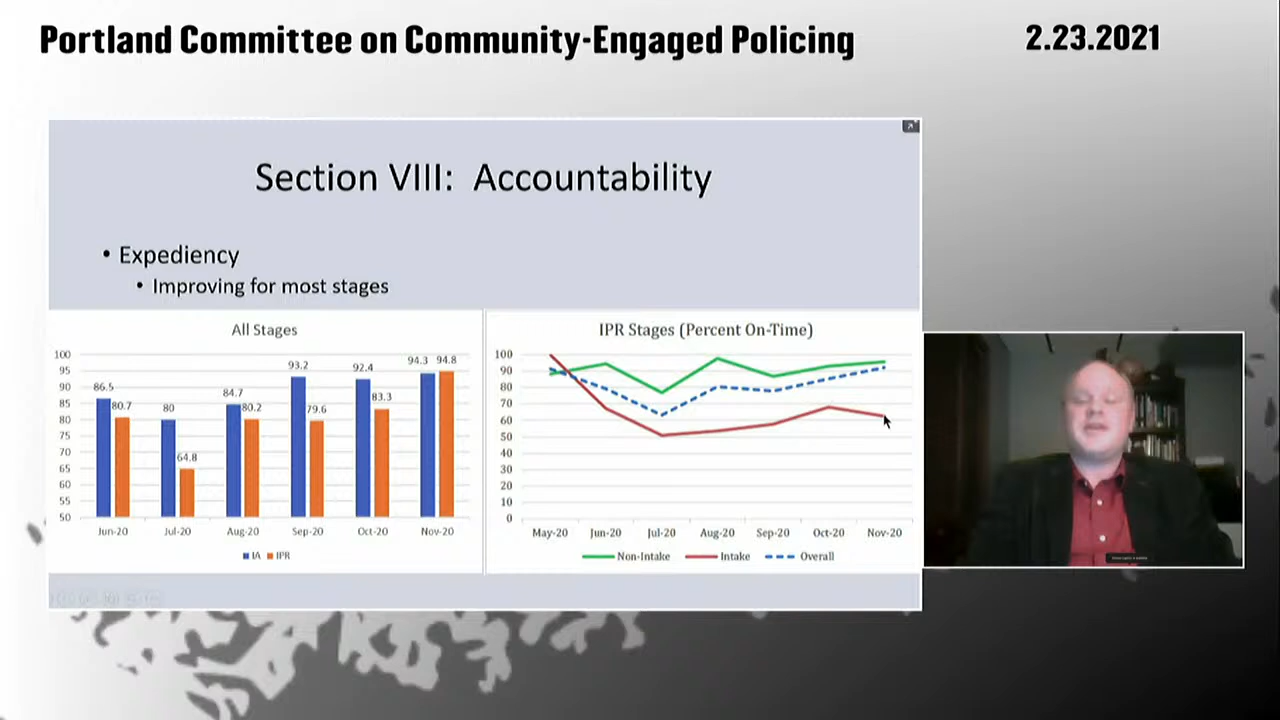 Portland Committee on Community-Engaged Policing
2.23.2021
Section VIII: Accountability
• Expediency
• Improving for most stages
All Stages
100
95
90
85
80
75
70
65
60
55
50
86.5
80.7
80
64.8
84.7
80.2
93.2
79.6
92.4
83.3
94.3
94.8
Jun-20
Jul-20
Aug-20
Sep-20
Oct-20
Nov-20
IA
IPR
IPR Stages (Percent On-Time)
100
90
80
70
60
50
40
30
20
10
0
May-20
Jun-20
Jul-20
Aug-20
Sep-20
Oct-20
Nov-20
Non-Intake
Intake
Overall